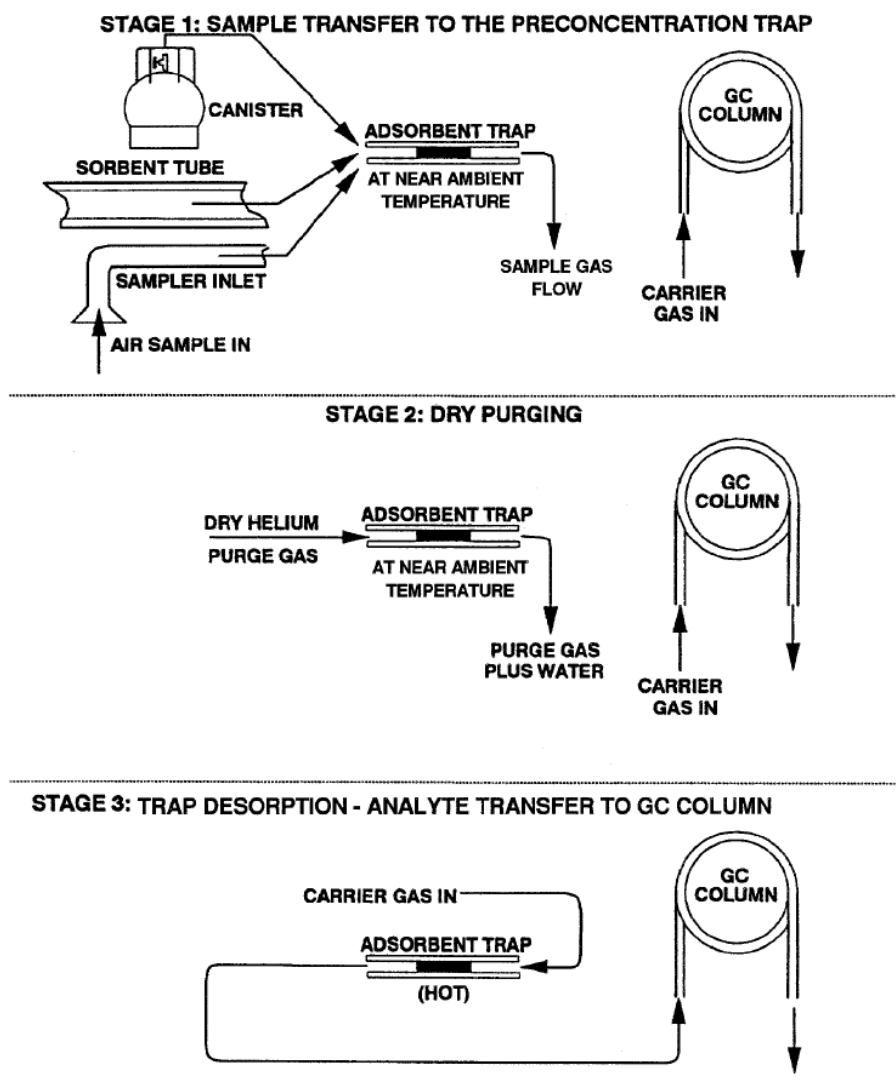 STAGE 1: SAMPLE TRANSFER TO THE PRECONCENTRATION TRAP
CANISTER
SORBENT TUBE
SAMPLER INLET
AIR SAMPLE IN
ADSORBENT TRAP
AT NEAR AMBIENT
TEMPERATURE
SAMPLE GAS
FLOW
GC
COLUMN
CARRIER
GAS IN
STAGE 2: DRY PURGING
DRY HELIUM
PURGE GAS
ADSORBENT TRAP
AT NEAR AMBIENT
TEMPERATURE
PURGE GAS
PLUS WATER
GC
COLUMN
CARRIER
GAS IN
STAGE 3: TRAP DESORPTION - ANALYTE TRANSFER TO GC COLUMN
CARRIER GAS IN
ADSORBENT TRAP
(HOT)
GC
COLUMN